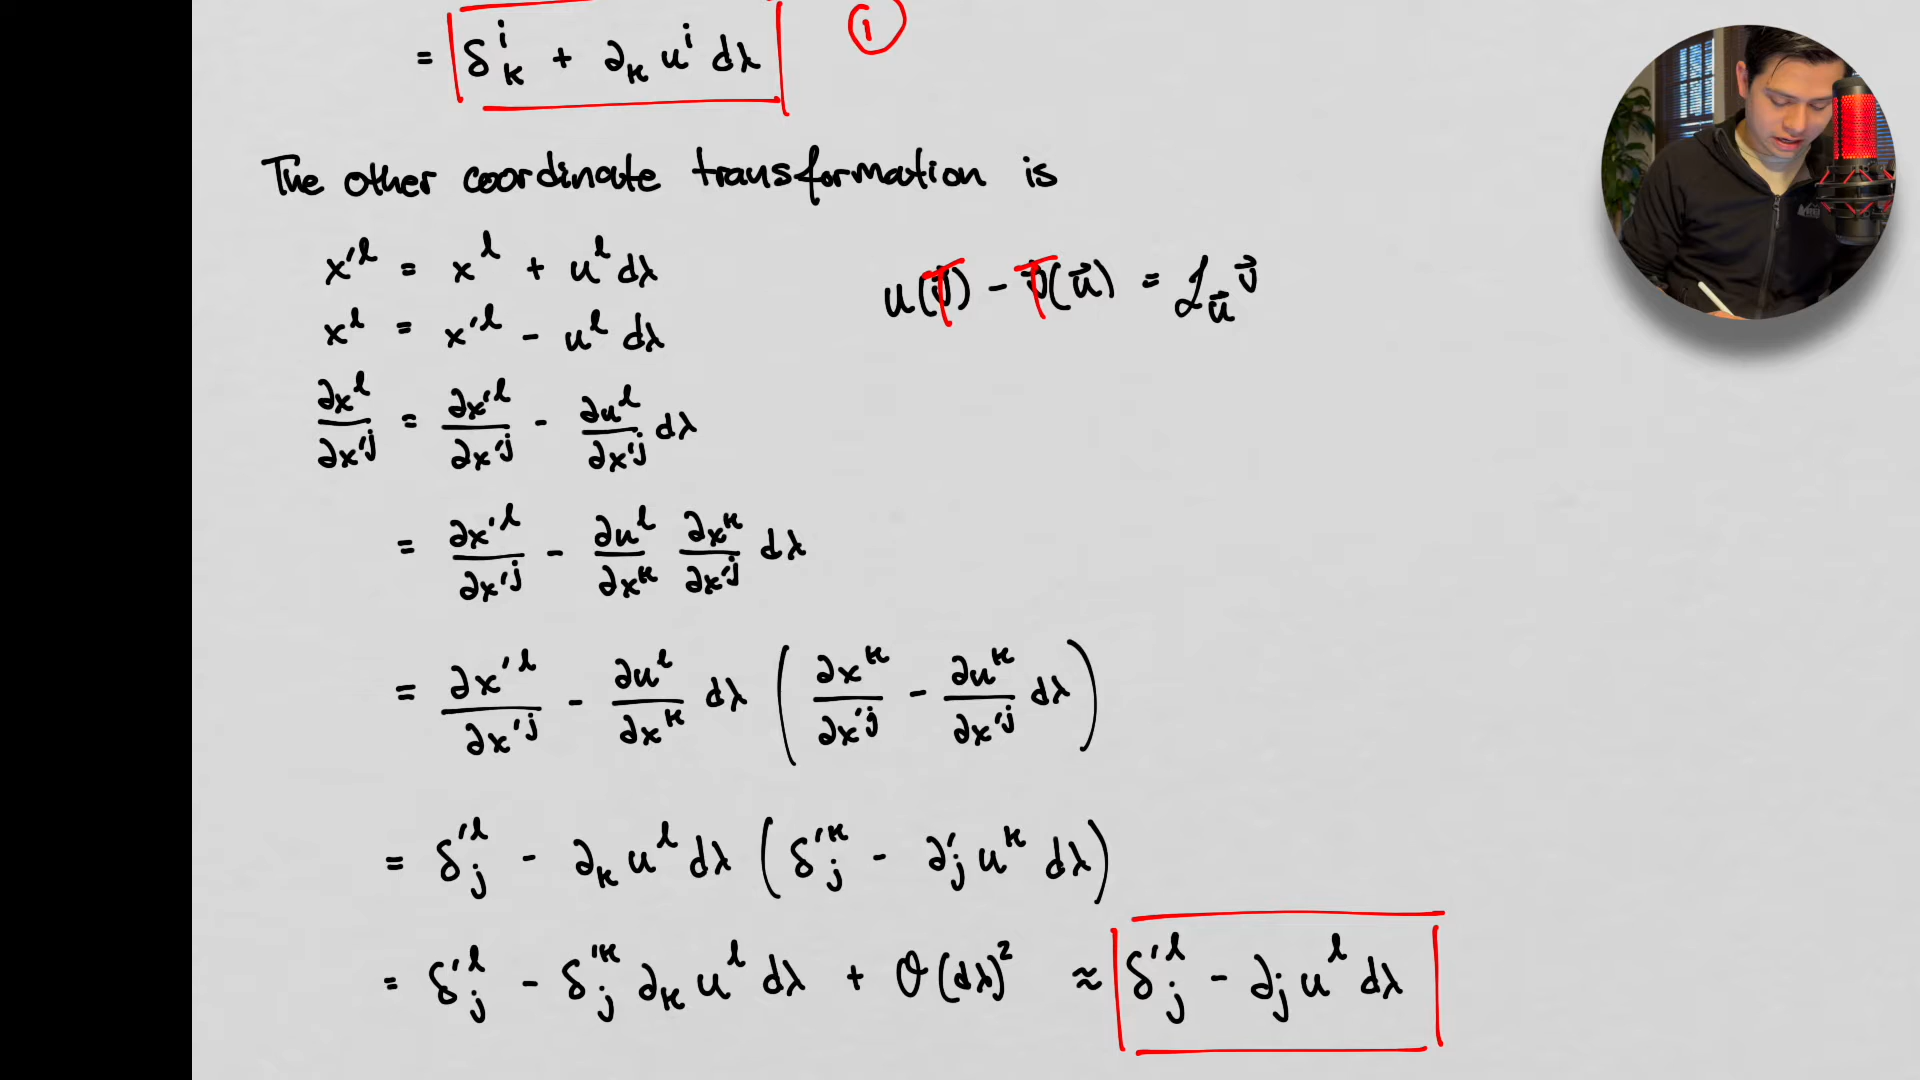 = δ^i_k + ∂_k u^i dλ ①
The other coordinate transformation is
x'^l = x^l + u^l dλ
u(T) - T(u⃗) = ℒ_u⃗ v⃗
x^l = x'^l - u^l dλ
∂x^l/∂x'^j = ∂x'^l/∂x'^j - ∂u^l/∂x'^j dλ
= ∂x'^l/∂x'^j - ∂u^l/∂x^k ∂x^k/∂x'^j dλ
= ∂x'^l/∂x'^j - ∂u^l/∂x^k dλ (∂x^k/∂x'^j - ∂u^k/∂x'^j dλ)
= δ'^l_j - ∂_k u^l dλ (δ'^k_j - ∂'_j u^k dλ)
= δ'^l_j - δ'^k_j ∂_k u^l dλ + O(dλ)^2 ≈ δ'^l_j - ∂_j u^l dλ